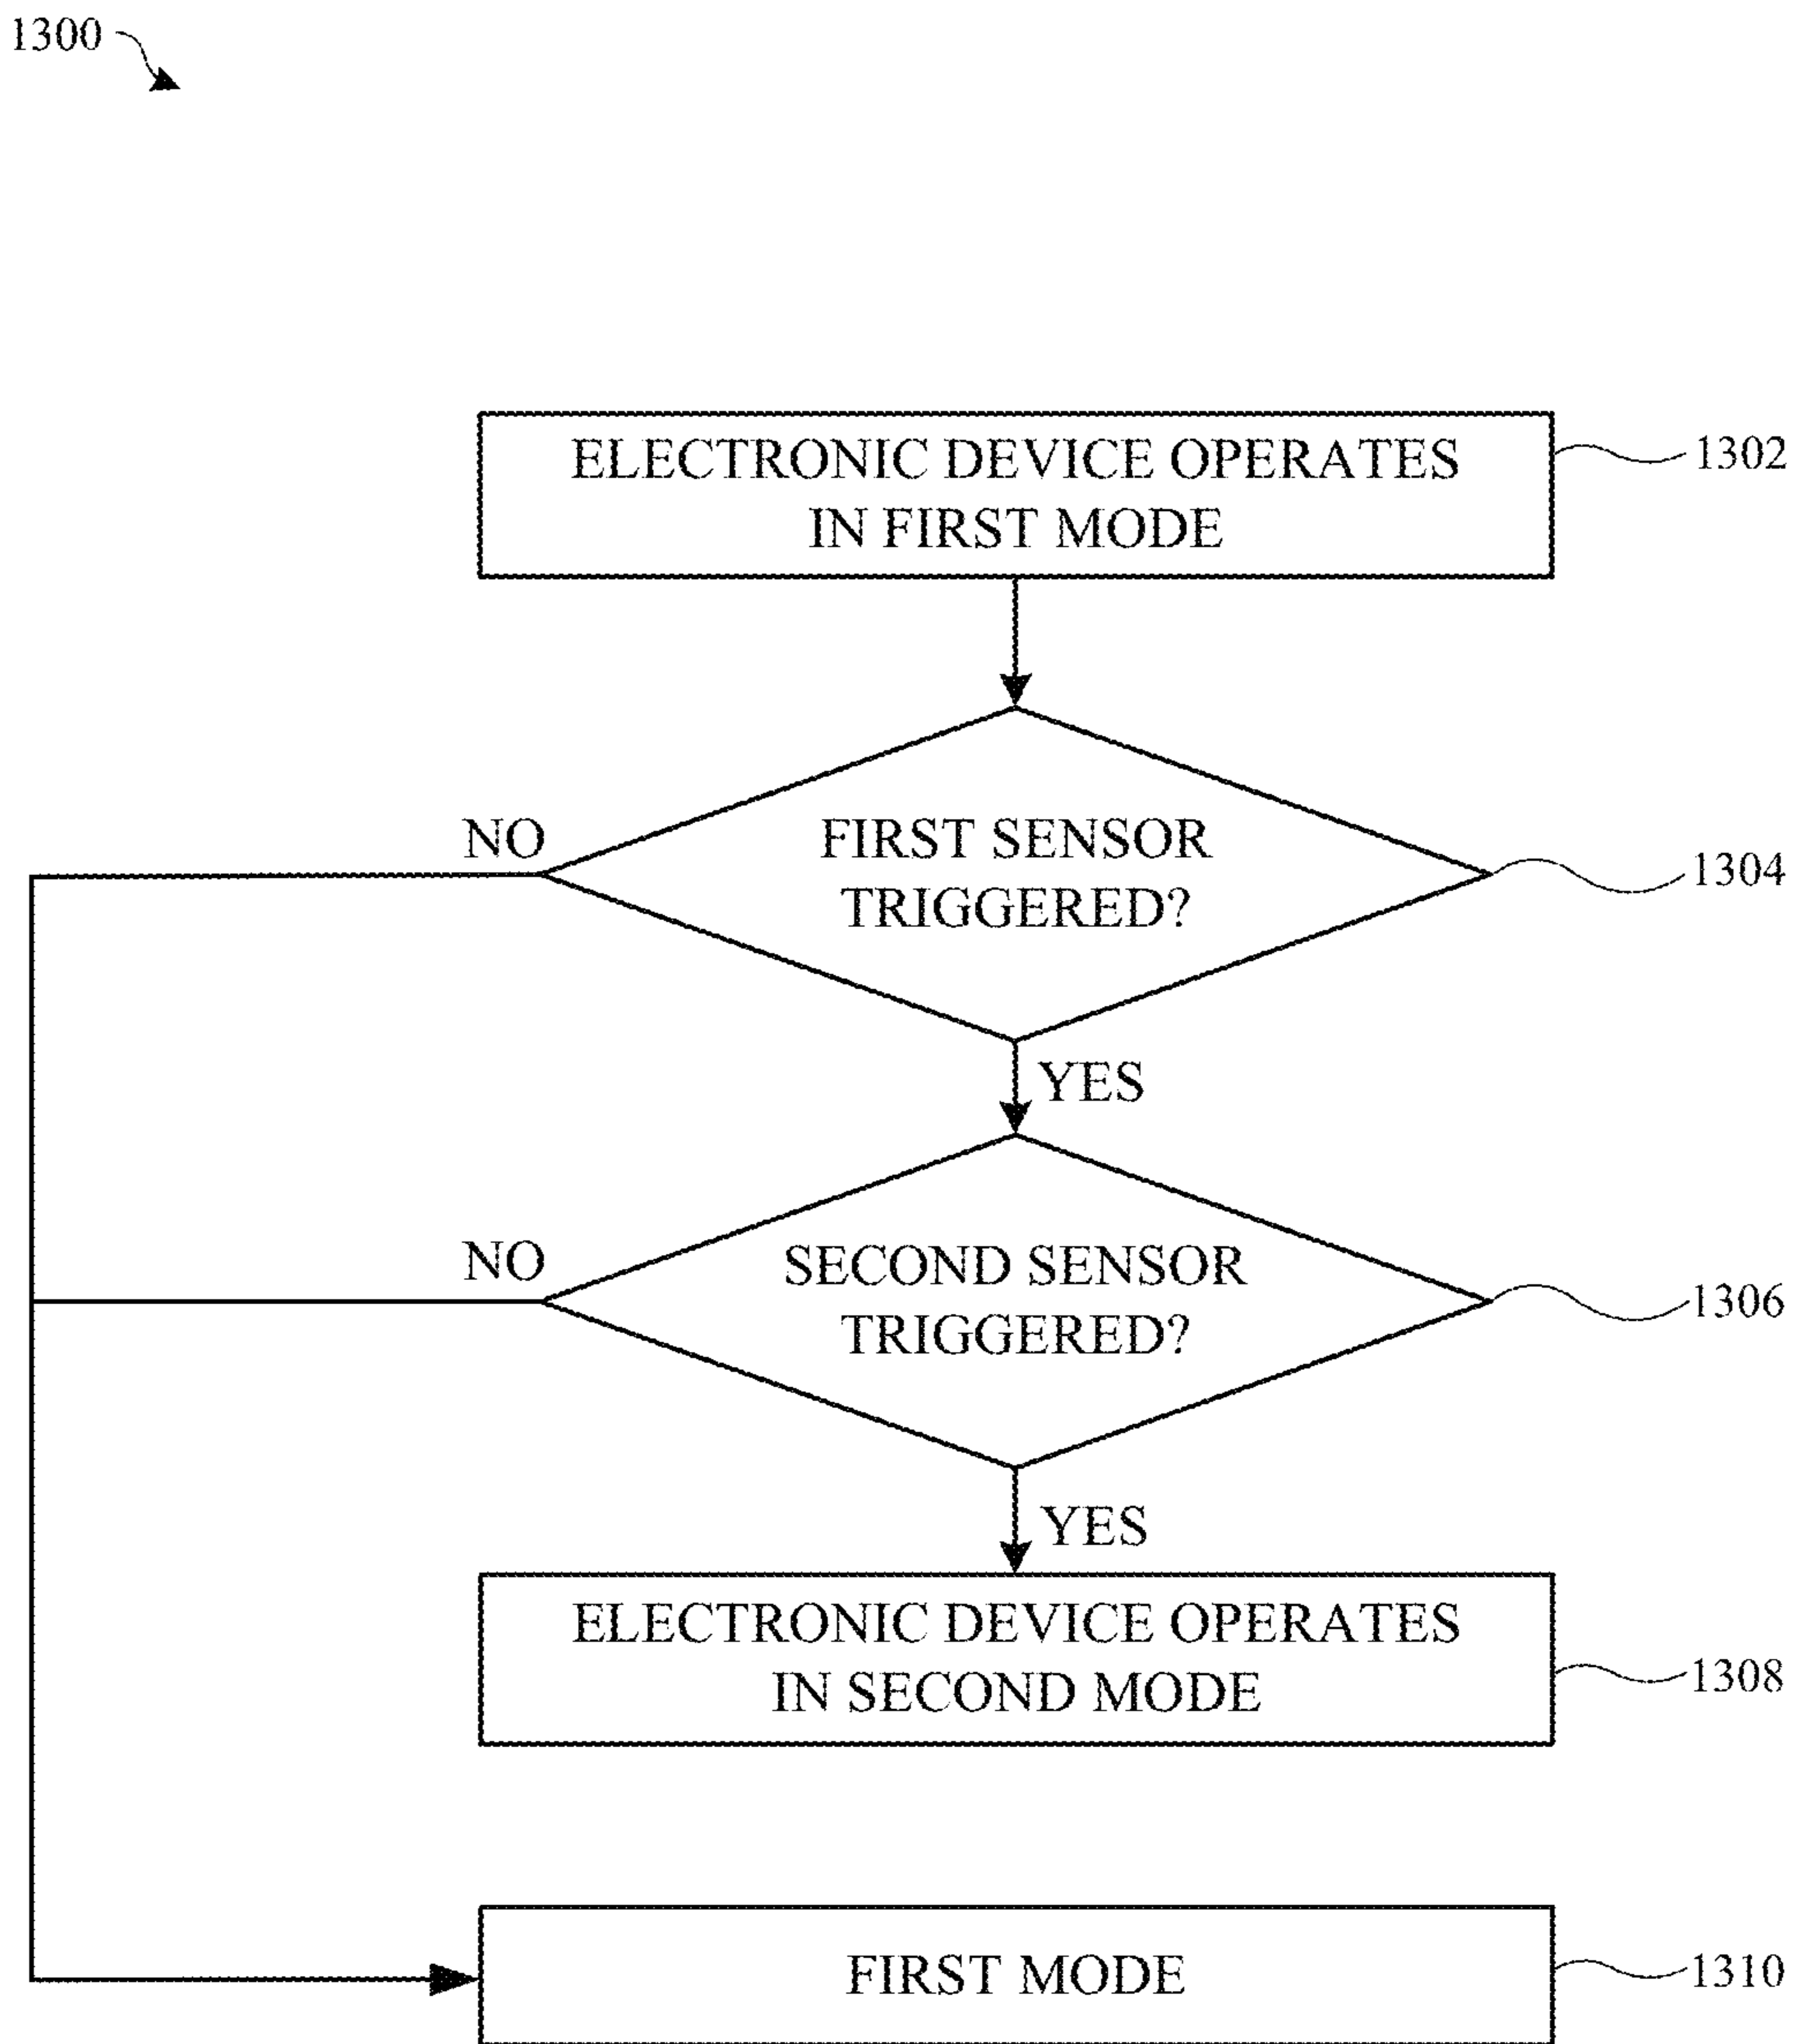 1300
ELECTRONIC DEVICE OPERATES
IN FIRST MODE
1302
NO
FIRST SENSOR
TRIGGERED?
1304
YES
NO
SECOND SENSOR
TRIGGERED?
1306
YES
ELECTRONIC DEVICE OPERATES
IN SECOND MODE
1308
FIRST MODE
1310